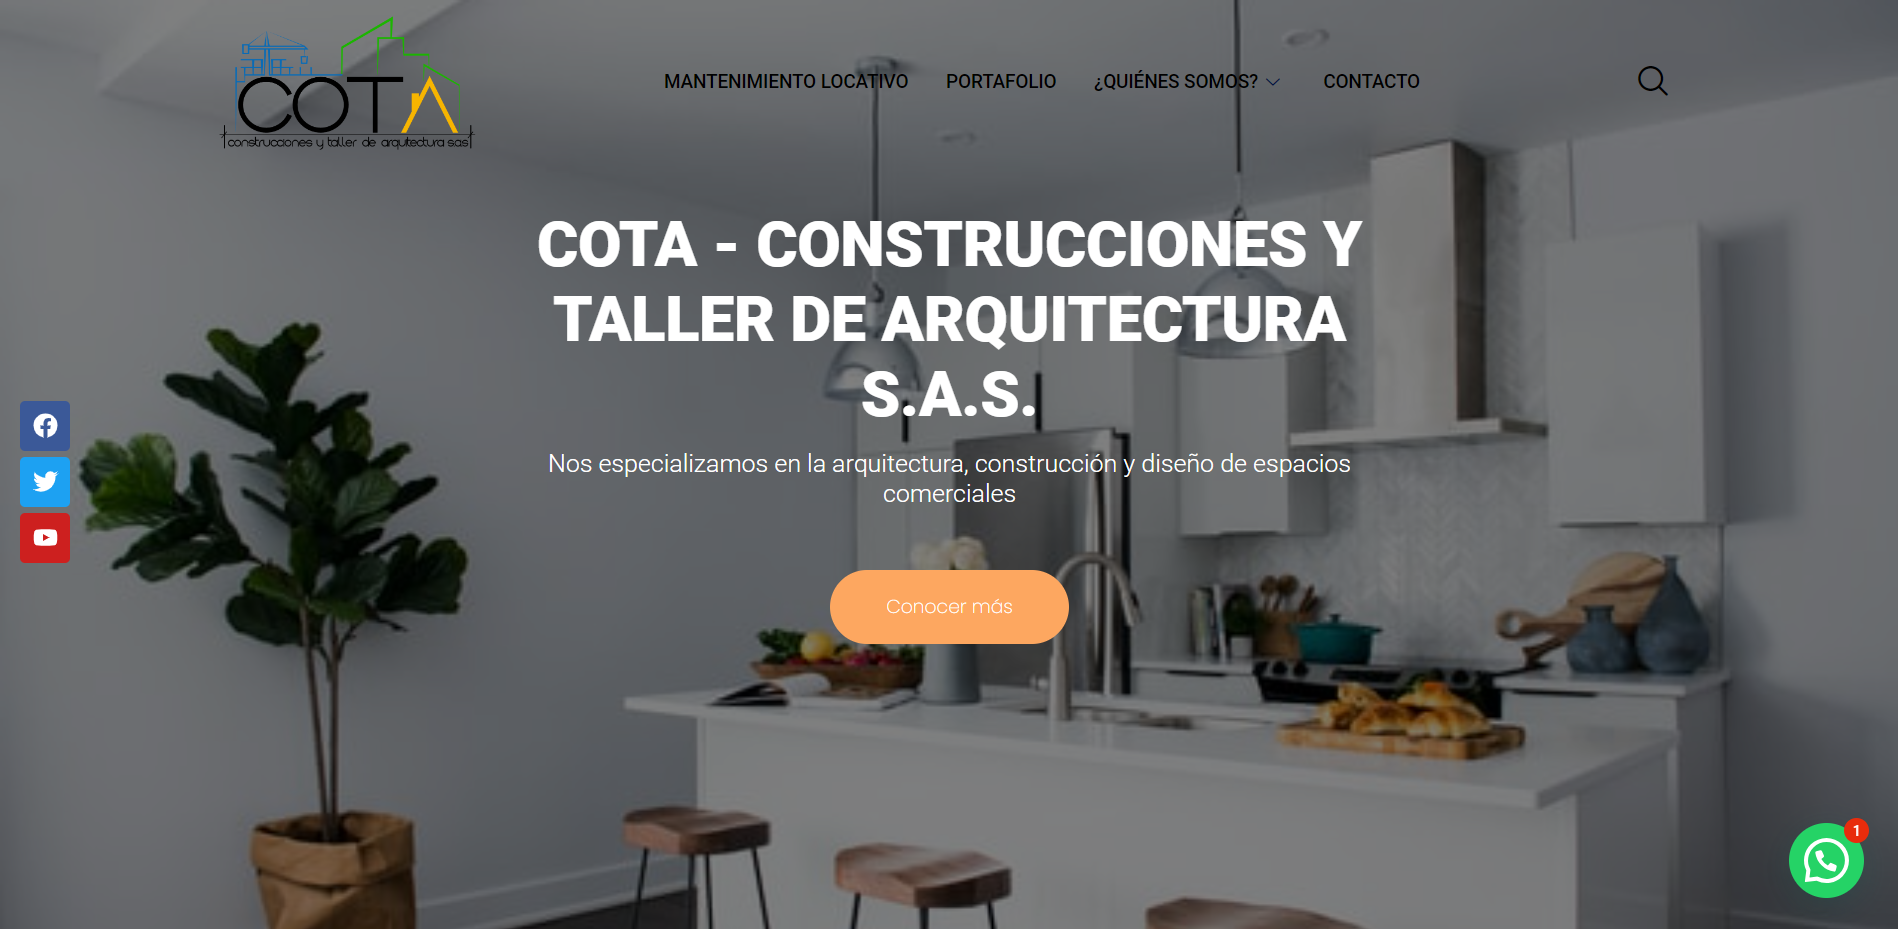 COTA
construcciones y taller de arquitectura sas
MANTENIMIENTO LOCATIVO PORTAFOLIO ¿QUIÉNES SOMOS? CONTACTO
COTA - CONSTRUCCIONES Y
TALLER DE ARQUITECTURA
S.A.S.
Nos especializamos en la arquitectura, construcción y diseño de espacios
comerciales
Conocer más
1